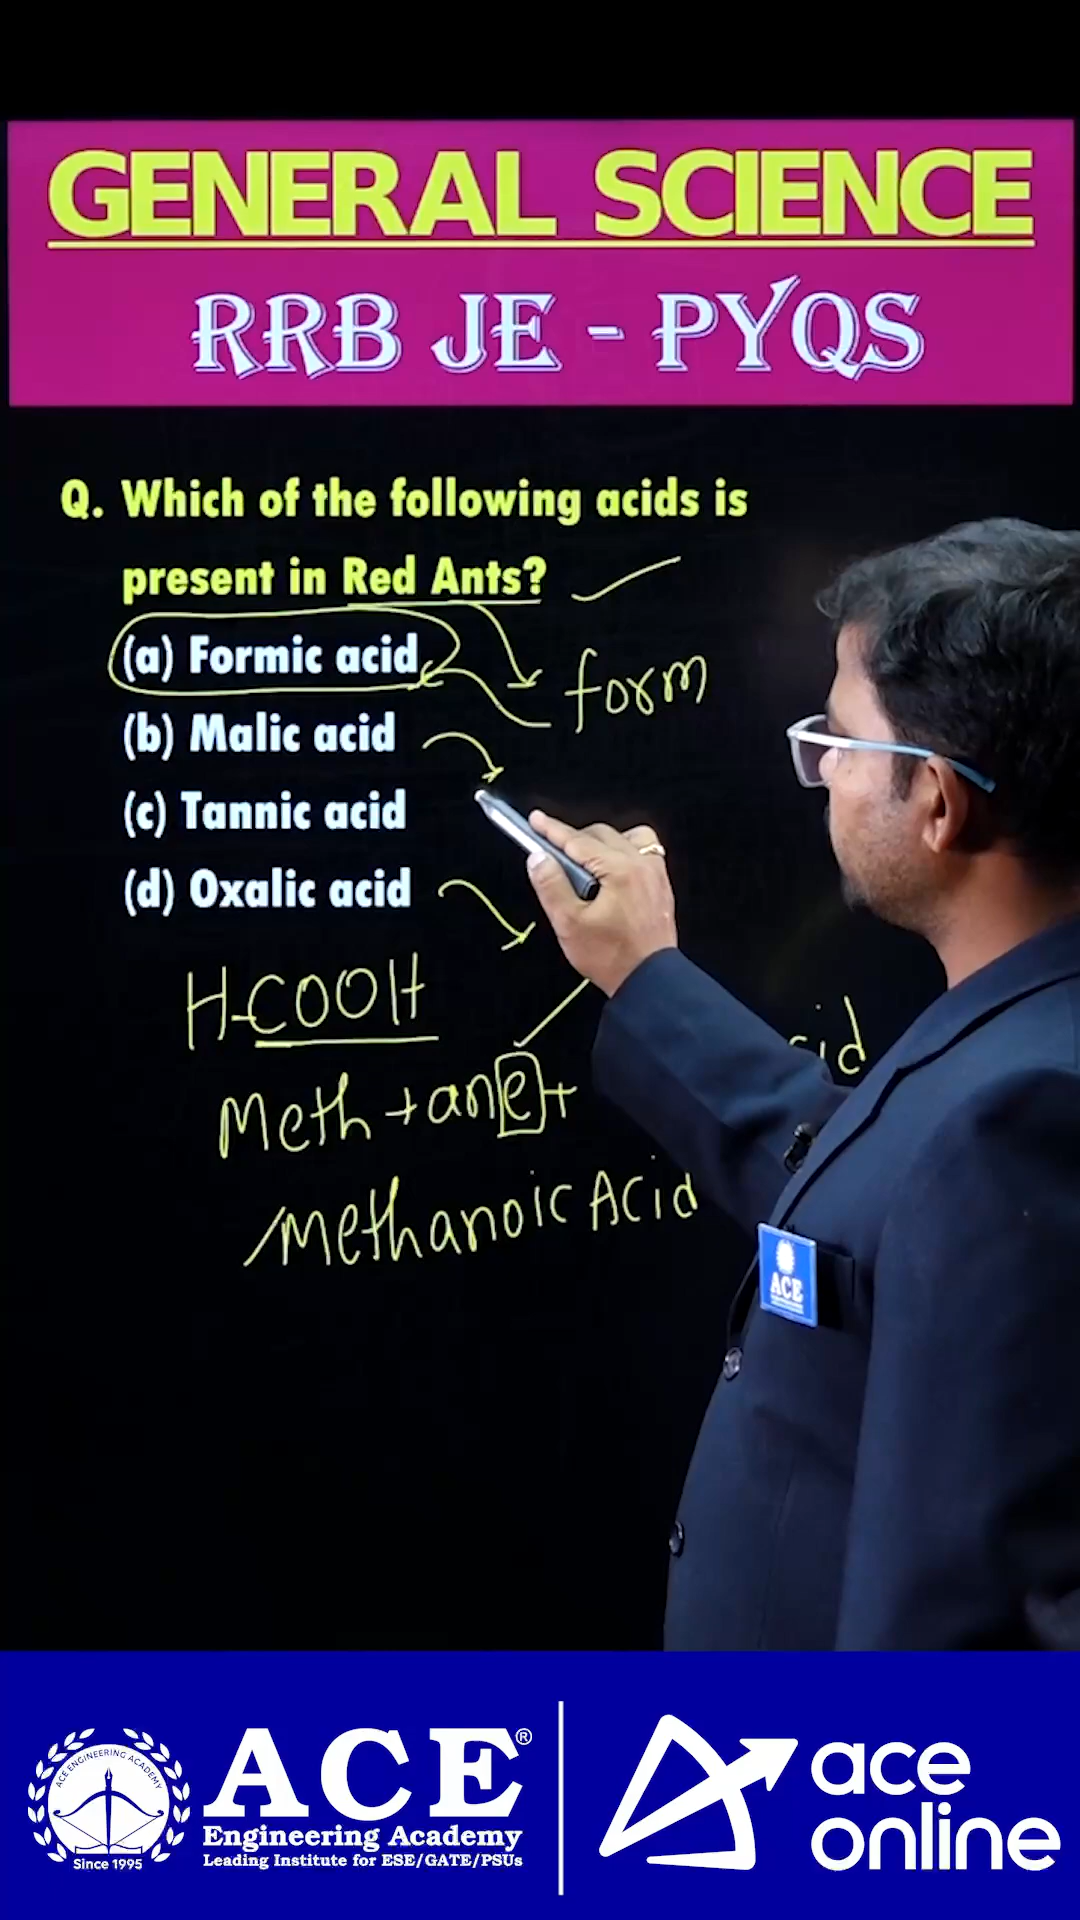 GENERAL SCIENCE
RRB JE - PYQS
Q. Which of the following acids is
present in Red Ants?
(a) Formic acid
form
(b) Malic acid
(c) Tannic acid
(d) Oxalic acid
H-COOH
cid
Meth + ane +
Methanoic Acid
ACE
ACE ENGINEERING ACADEMY
Since 1995
ACE®
Engineering Academy
Leading Institute for ESE/GATE/PSUs
ace
online